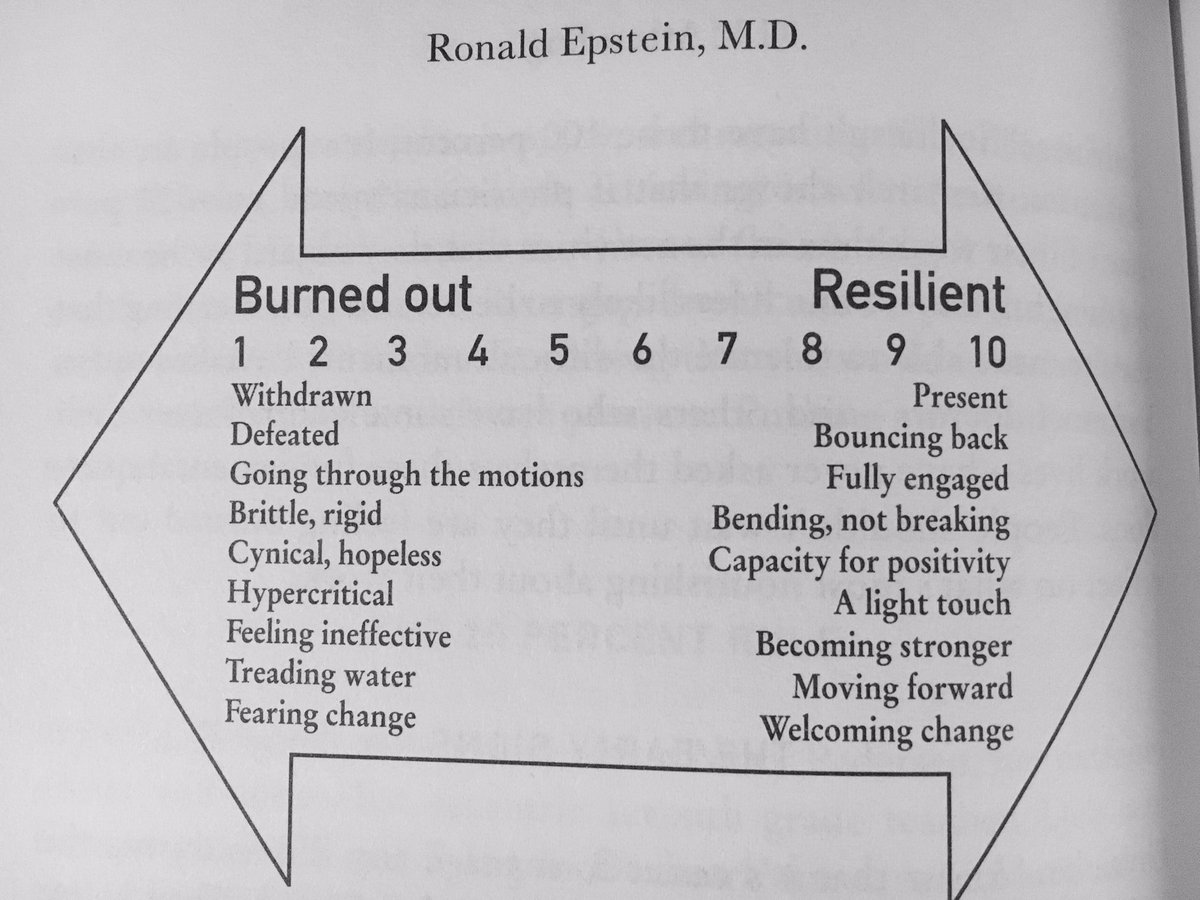 Ronald Epstein, M.D.
Burned out Resilient
1 2 3 4 5 6 7 8 9 10
Withdrawn Present
Defeated Bouncing back
Going through the motions Fully engaged
Brittle, rigid Bending, not breaking
Cynical, hopeless Capacity for positivity
Hypercritical A light touch
Feeling ineffective Becoming stronger
Treading water Moving forward
Fearing change Welcoming change